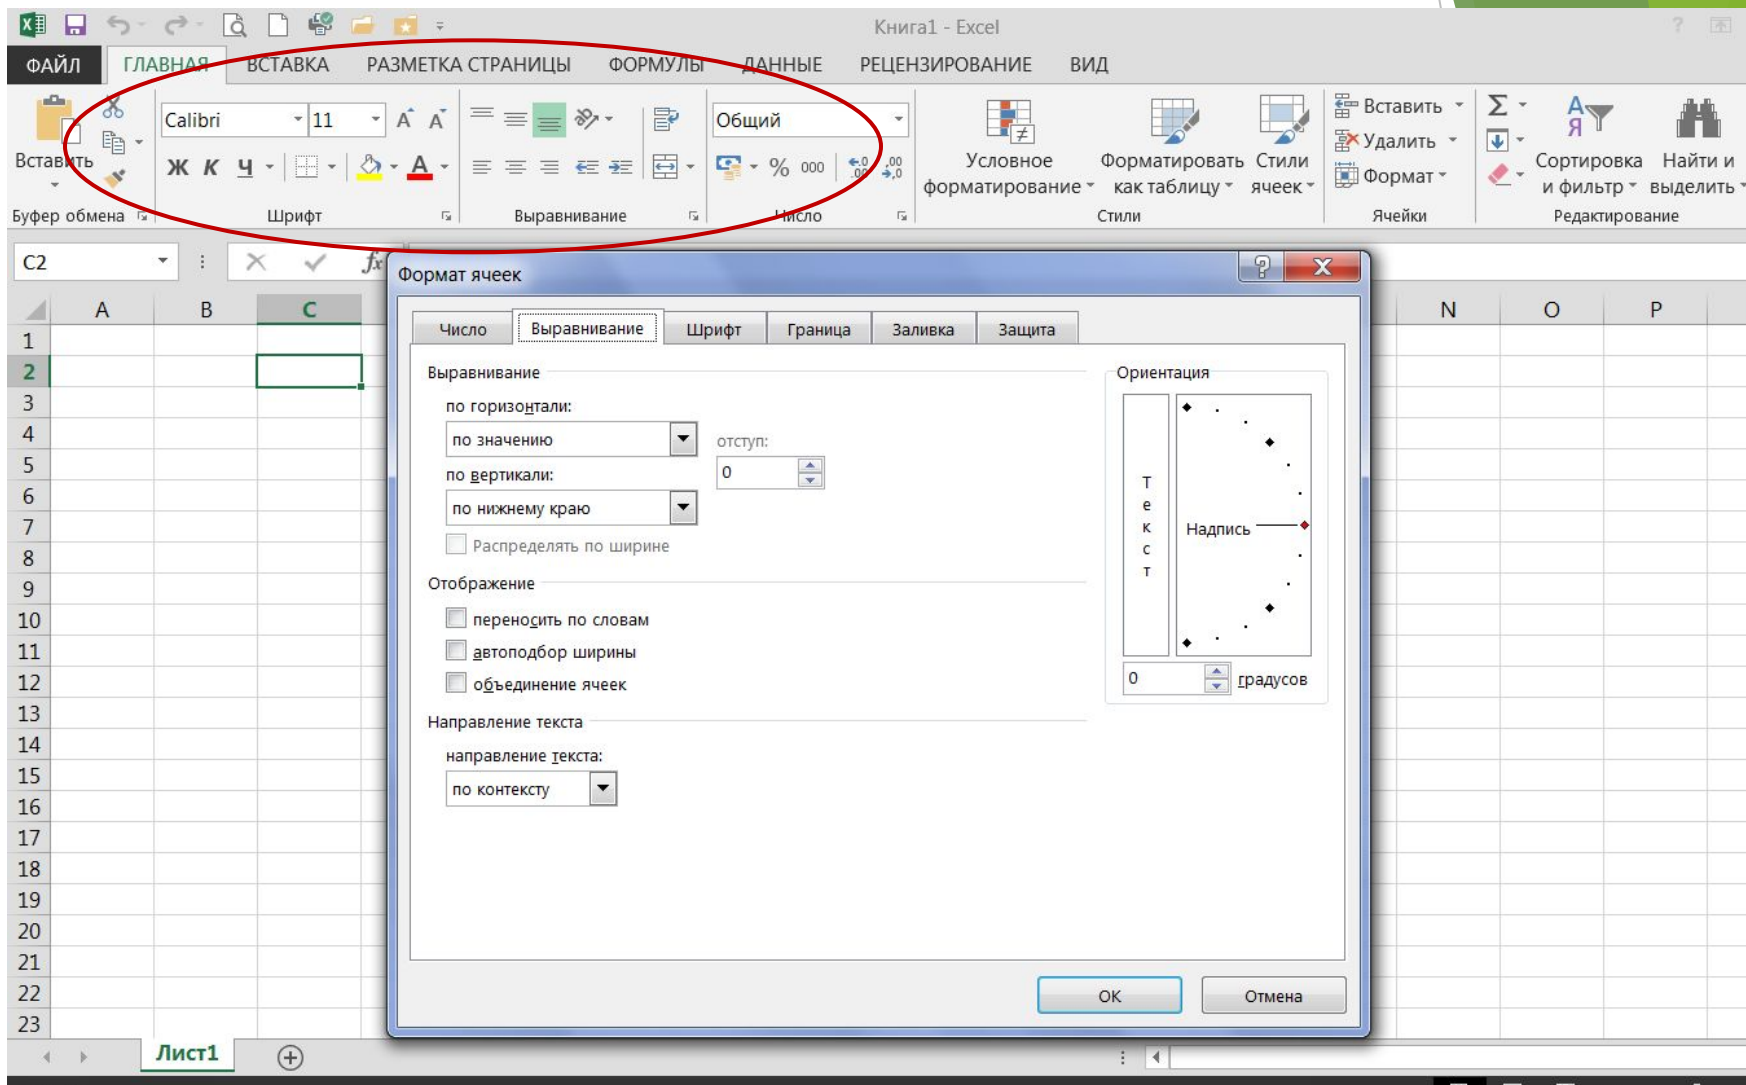 Книга1 - Excel
ФАЙЛ ГЛАВНАЯ ВСТАВКА РАЗМЕТКА СТРАНИЦЫ ФОРМУЛЫ ДАННЫЕ РЕЦЕНЗИРОВАНИЕ ВИД
Вставить
Calibri 11
Ж К Ч
Общий
% 000
Условное форматирование
Форматировать как таблицу
Стили ячеек
Вставить
Удалить
Формат
Сортировка и фильтр
Найти и выделить
Буфер обмена Шрифт Выравнивание Число Стили Ячейки Редактирование
C2 fx
Формат ячеек
A B C N O P
Число Выравнивание Шрифт Граница Заливка Защита
Выравнивание
по горизонтали:
по значению
отступ:
0
по вертикали:
по нижнему краю
Распределять по ширине
Отображение
переносить по словам
автоподбор ширины
объединение ячеек
Направление текста
направление текста:
по контексту
Ориентация
Текст
Надпись
0 градусов
ОК Отмена
1
2
3
4
5
6
7
8
9
10
11
12
13
14
15
16
17
18
19
20
21
22
23
Лист1